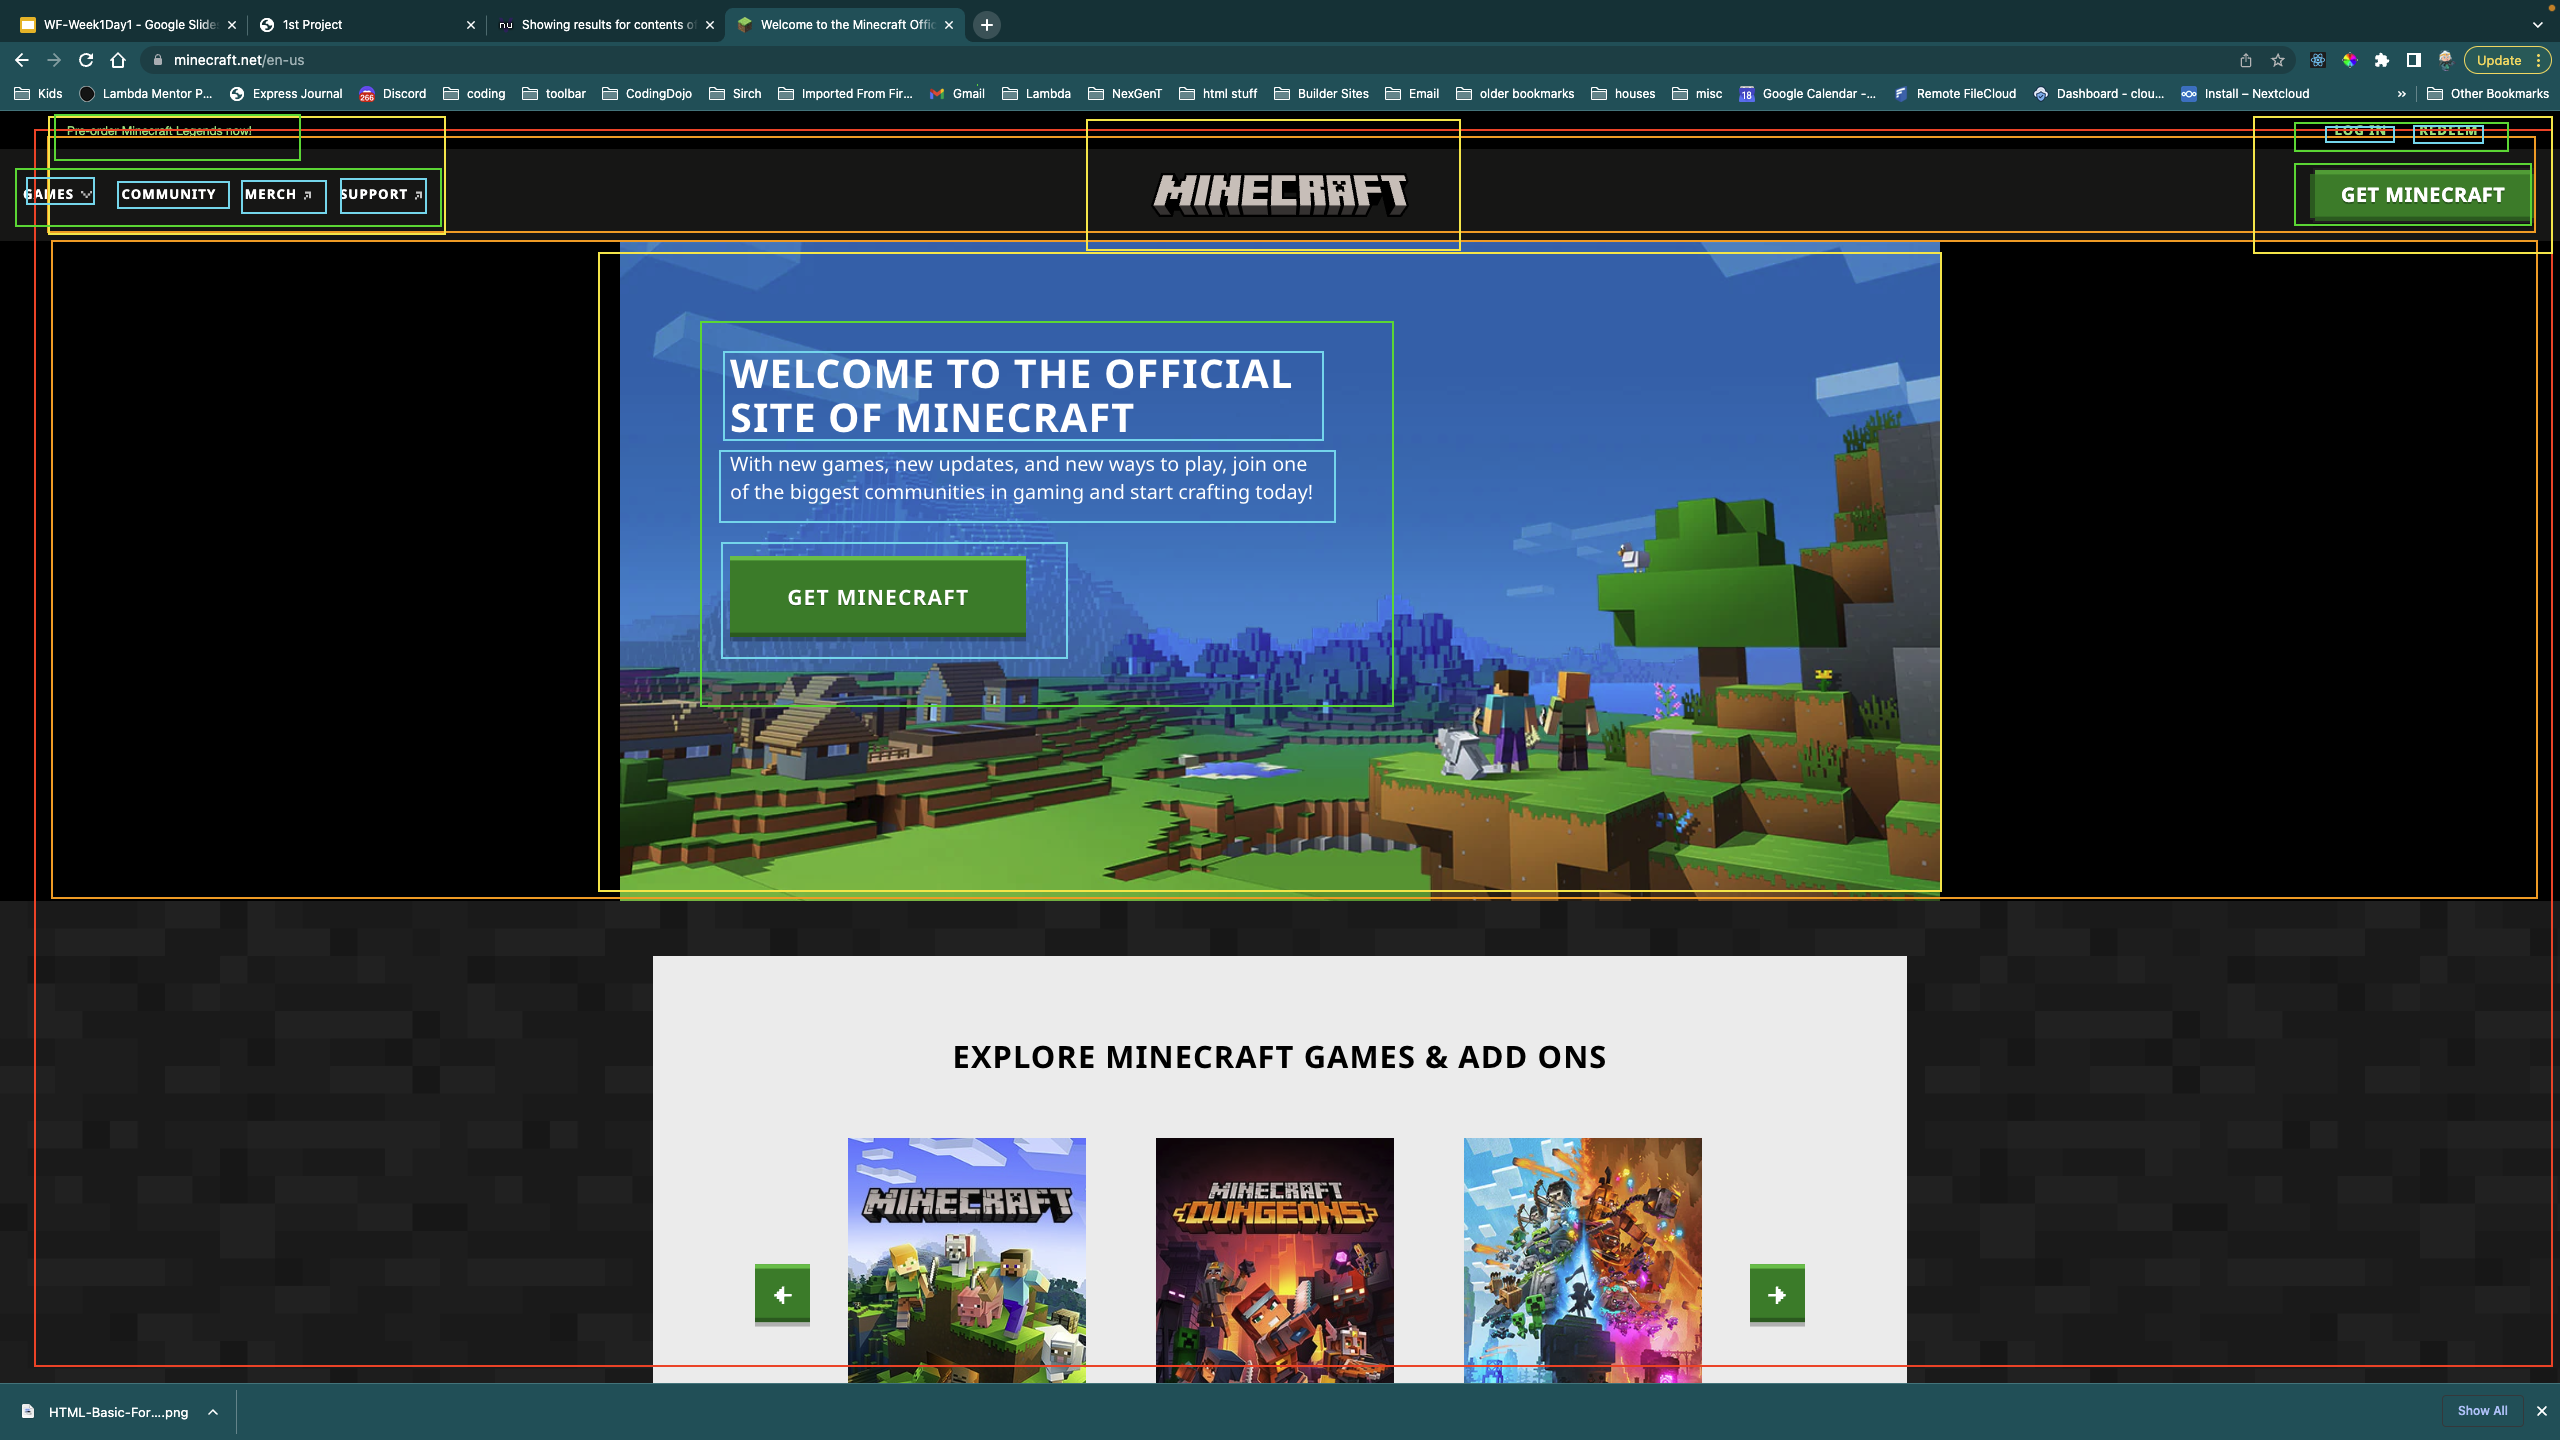 WF-Week1Day1 - Google Slide
1st Project
nu Showing results for contents o
Welcome to the Minecraft Offic
minecraft.net/en-us
Update
Kids
Lambda Mentor P...
Express Journal
266
Discord
coding
toolbar
CodingDojo
Sirch
Imported From Fir...
Gmail
Lambda
NexGenT
html stuff
Builder Sites
Email
older bookmarks
houses
misc
18
Google Calendar -...
Remote FileCloud
Dashboard - clou...
Install – Nextcloud
»
Other Bookmarks
Pre-order Minecraft Legends now!
LOG IN
REDEEM
GAMES
COMMUNITY
MERCH
SUPPORT
MINECRAFT
GET MINECRAFT
WELCOME TO THE OFFICIAL
SITE OF MINECRAFT
With new games, new updates, and new ways to play, join one
of the biggest communities in gaming and start crafting today!
GET MINECRAFT
EXPLORE MINECRAFT GAMES & ADD ONS
MINECRAFT
MINECRAFT
DUNGEONS
HTML-Basic-For....png
Show All